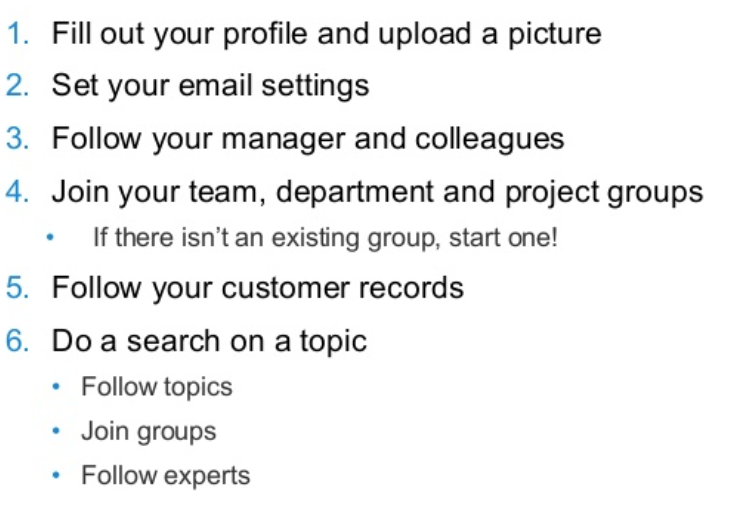 1. Fill out your profile and upload a picture
2. Set your email settings
3. Follow your manager and colleagues
4. Join your team, department and project groups
• If there isn’t an existing group, start one!
5. Follow your customer records
6. Do a search on a topic
• Follow topics
• Join groups
• Follow experts